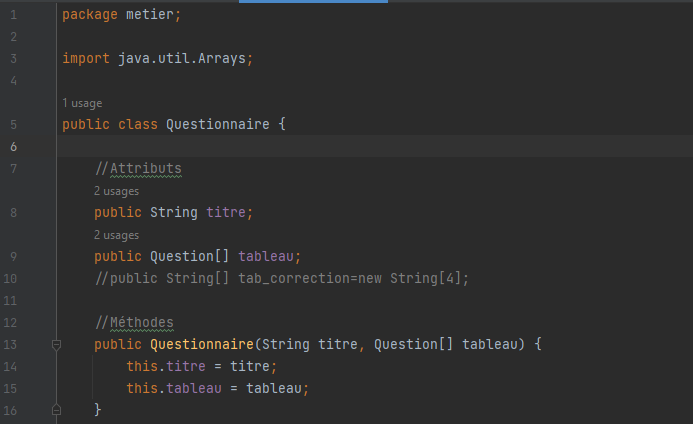 1 package metier;
2
3 import java.util.Arrays;
4
1 usage
5 public class Questionnaire {
6
7 //Attributs
2 usages
8 public String titre;
2 usages
9 public Question[] tableau;
10 //public String[] tab_correction=new String[4];
11
12 //Méthodes
13 public Questionnaire(String titre, Question[] tableau) {
14 this.titre = titre;
15 this.tableau = tableau;
16 }